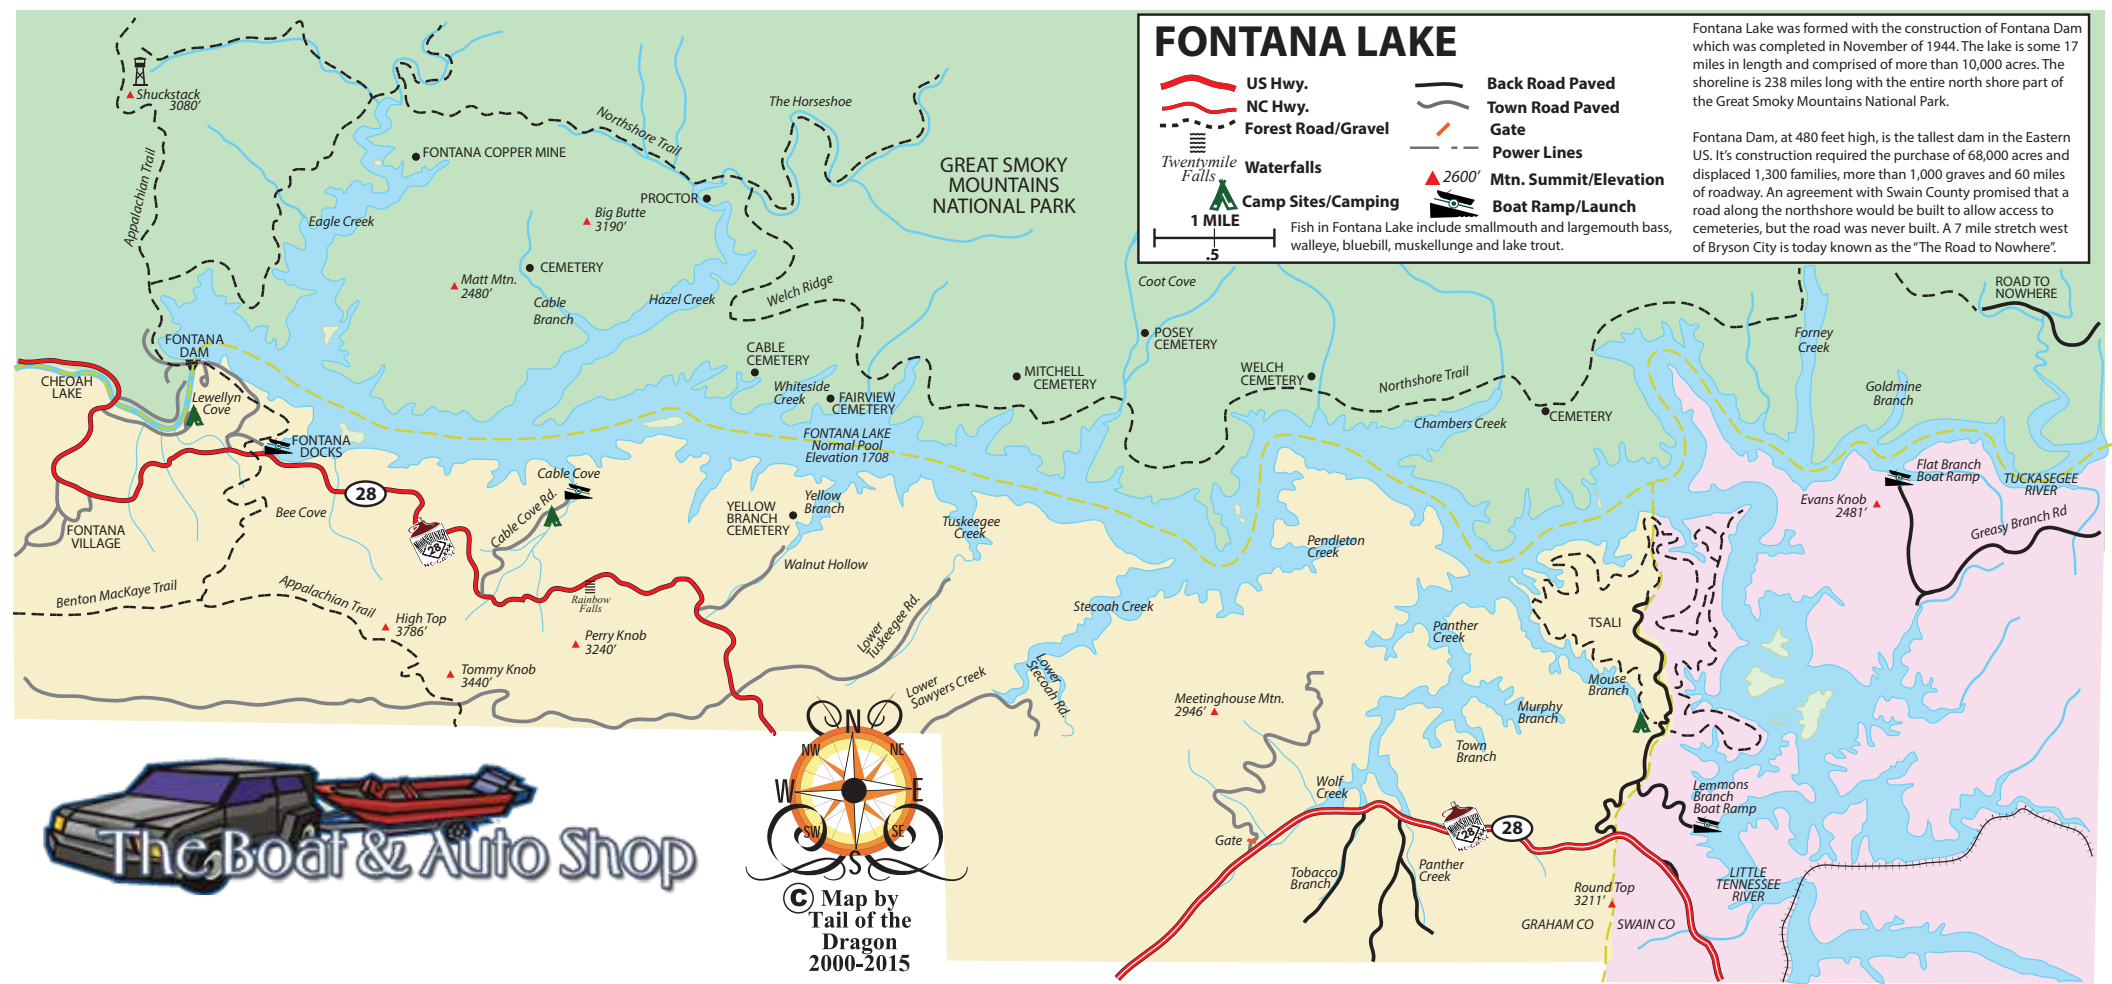 FONTANA LAKE
US Hwy.
NC Hwy.
Forest Road/Gravel
Twentymile
Falls
Waterfalls
Camp Sites/Camping
1 MILE
.5
Back Road Paved
Town Road Paved
Gate
Power Lines
2600’
Mtn. Summit/Elevation
Boat Ramp/Launch
Fish in Fontana Lake include smallmouth and largemouth bass,
walleye, bluebill, muskellunge and lake trout.
Fontana Lake was formed with the construction of Fontana Dam
which was completed in November of 1944. The lake is some 17
miles in length and comprised of more than 10,000 acres. The
shoreline is 238 miles long with the entire north shore part of
the Great Smoky Mountains National Park.
Fontana Dam, at 480 feet high, is the tallest dam in the Eastern
US. It’s construction required the purchase of 68,000 acres and
displaced 1,300 families, more than 1,000 graves and 60 miles
of roadway. An agreement with Swain County promised that a
road along the northshore would be built to allow access to
cemeteries, but the road was never built. A 7 mile stretch west
of Bryson City is today known as the “The Road to Nowhere”.
Shuckstack
3080’
Appalachian Trail
FONTANA COPPER MINE
Eagle Creek
Northshore Trail
The Horseshoe
PROCTOR
Big Butte
3190’
CEMETERY
Matt Mtn.
2480’
Cable
Branch
Hazel Creek
Welch Ridge
GREAT SMOKY
MOUNTAINS
NATIONAL PARK
Coot Cove
POSEY
CEMETERY
ROAD TO
NOWHERE
Forney
Creek
Goldmine
Branch
FONTANA
DAM
CHEOAH
LAKE
Lewellyn
Cove
FONTANA
DOCKS
CABLE
CEMETERY
Whiteside
Creek
FAIRVIEW
CEMETERY
MITCHELL
CEMETERY
WELCH
CEMETERY
Northshore Trail
CEMETERY
Chambers Creek
FONTANA LAKE
Normal Pool
Elevation 1708
28
Cable Cove
Cable Cove Rd.
Bee Cove
FONTANA
VILLAGE
YELLOW
BRANCH
CEMETERY
Yellow
Branch
Tuskeegee
Creek
Walnut Hollow
Pendleton
Creek
Flat Branch
Boat Ramp
TUCKASEGEE
RIVER
Evans Knob
2481’
Greasy Branch Rd
MOONSHINER
28
Benton MacKaye Trail
Appalachian Trail
High Top
3786’
Rainbow
Falls
Perry Knob
3240’
Tommy Knob
3440’
Lower
Tuskeegee Rd.
Stecoah Creek
Lower
Stecoah Rd.
Lower
Sawyers Creek
Panther
Creek
TSALI
Mouse
Branch
Murphy
Branch
Town
Branch
Meetinghouse Mtn.
2946’
Wolf
Creek
Gate
Tobacco
Branch
Panther
Creek
MOONSHINER
28
28
Lemmons
Branch
Boat Ramp
LITTLE
TENNESSEE
RIVER
Round Top
3211’
GRAHAM CO
SWAIN CO
The Boat & Auto Shop
N
NW
NE
W
E
SW
SE
S
© Map by
Tail of the
Dragon
2000-2015